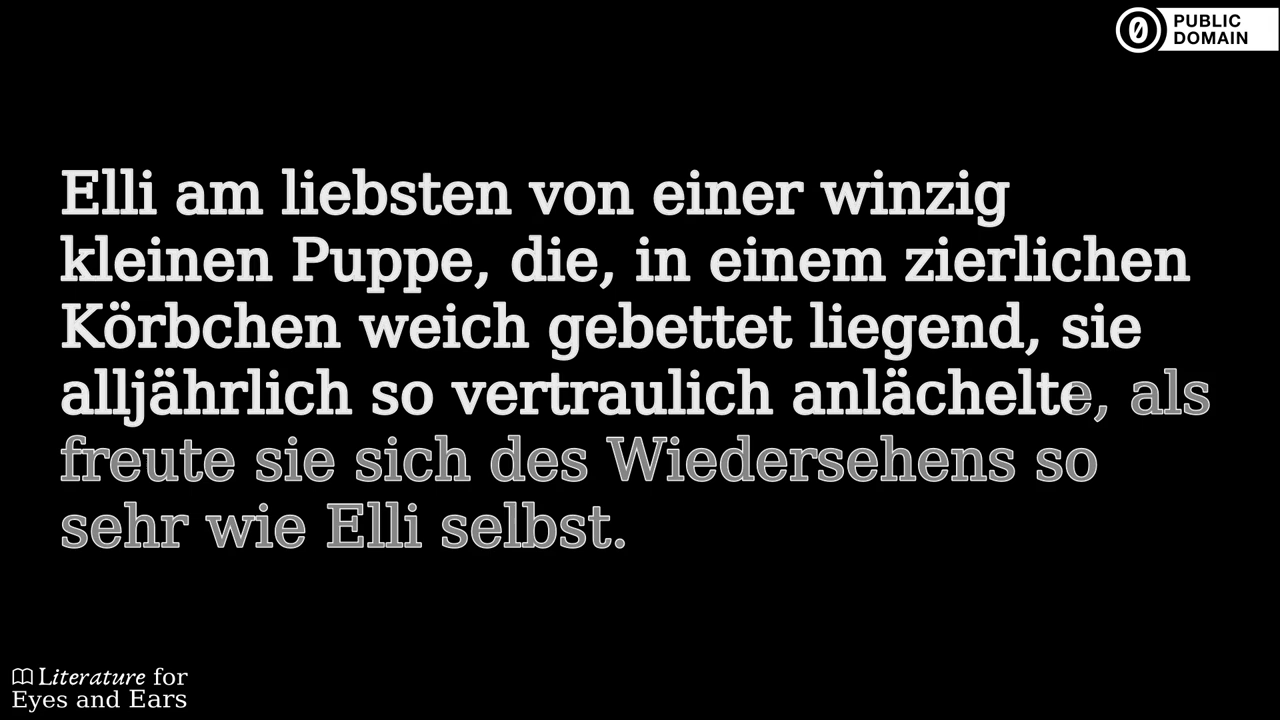 PUBLIC
DOMAIN
Elli am liebsten von einer winzig
kleinen Puppe, die, in einem zierlichen
Körbchen weich gebettet liegend, sie
alljährlich so vertraulich anlächelte, als
freute sie sich des Wiedersehens so
sehr wie Elli selbst.
Literature for
Eyes and Ears